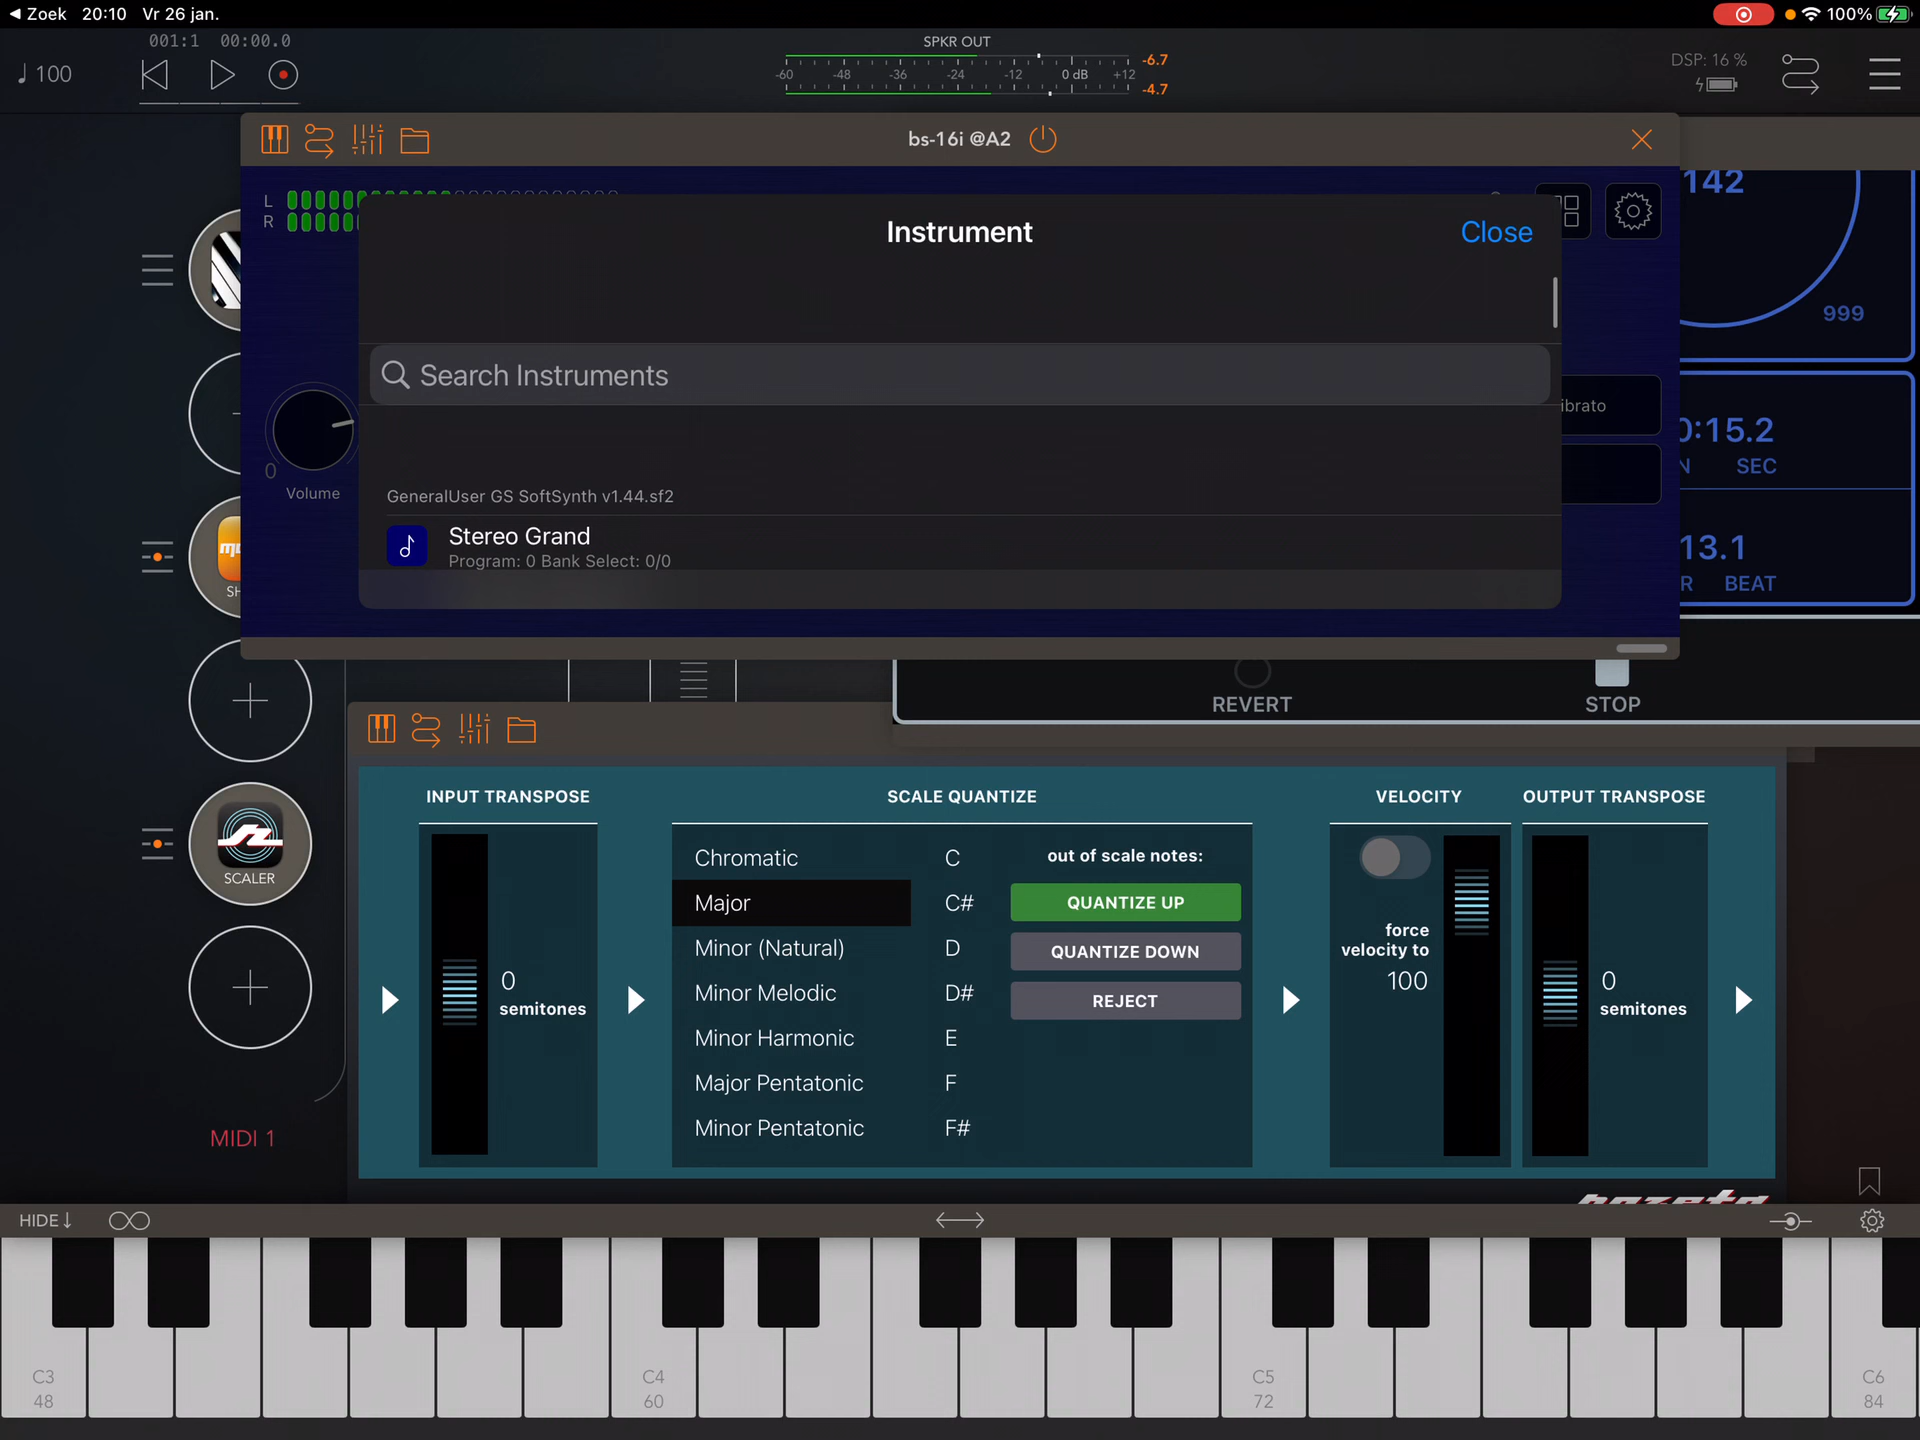 ◀ Zoek 20:10 Vr 26 jan.
100%
001:1 00:00.0
100
SPKR OUT
-60 -48 -36 -24 -12 0 dB +12
-6.7
-4.7
DSP: 16 %
bs-16i @A2
L
R
Instrument
Close
Search Instruments
GeneralUser GS SoftSynth v1.44.sf2
Stereo Grand
Program: 0 Bank Select: 0/0
0
Volume
ibrato
142
999
0:15.2
N SEC
13.1
R BEAT
REVERT
STOP
SH
SCALER
MIDI 1
INPUT TRANSPOSE
0
semitones
SCALE QUANTIZE
Chromatic
Major
Minor (Natural)
Minor Melodic
Minor Harmonic
Major Pentatonic
Minor Pentatonic
C
C#
D
D#
E
F
F#
out of scale notes:
QUANTIZE UP
QUANTIZE DOWN
REJECT
VELOCITY
force
velocity to
100
OUTPUT TRANSPOSE
0
semitones
HIDE↓
C3
48
C4
60
C5
72
C6
84